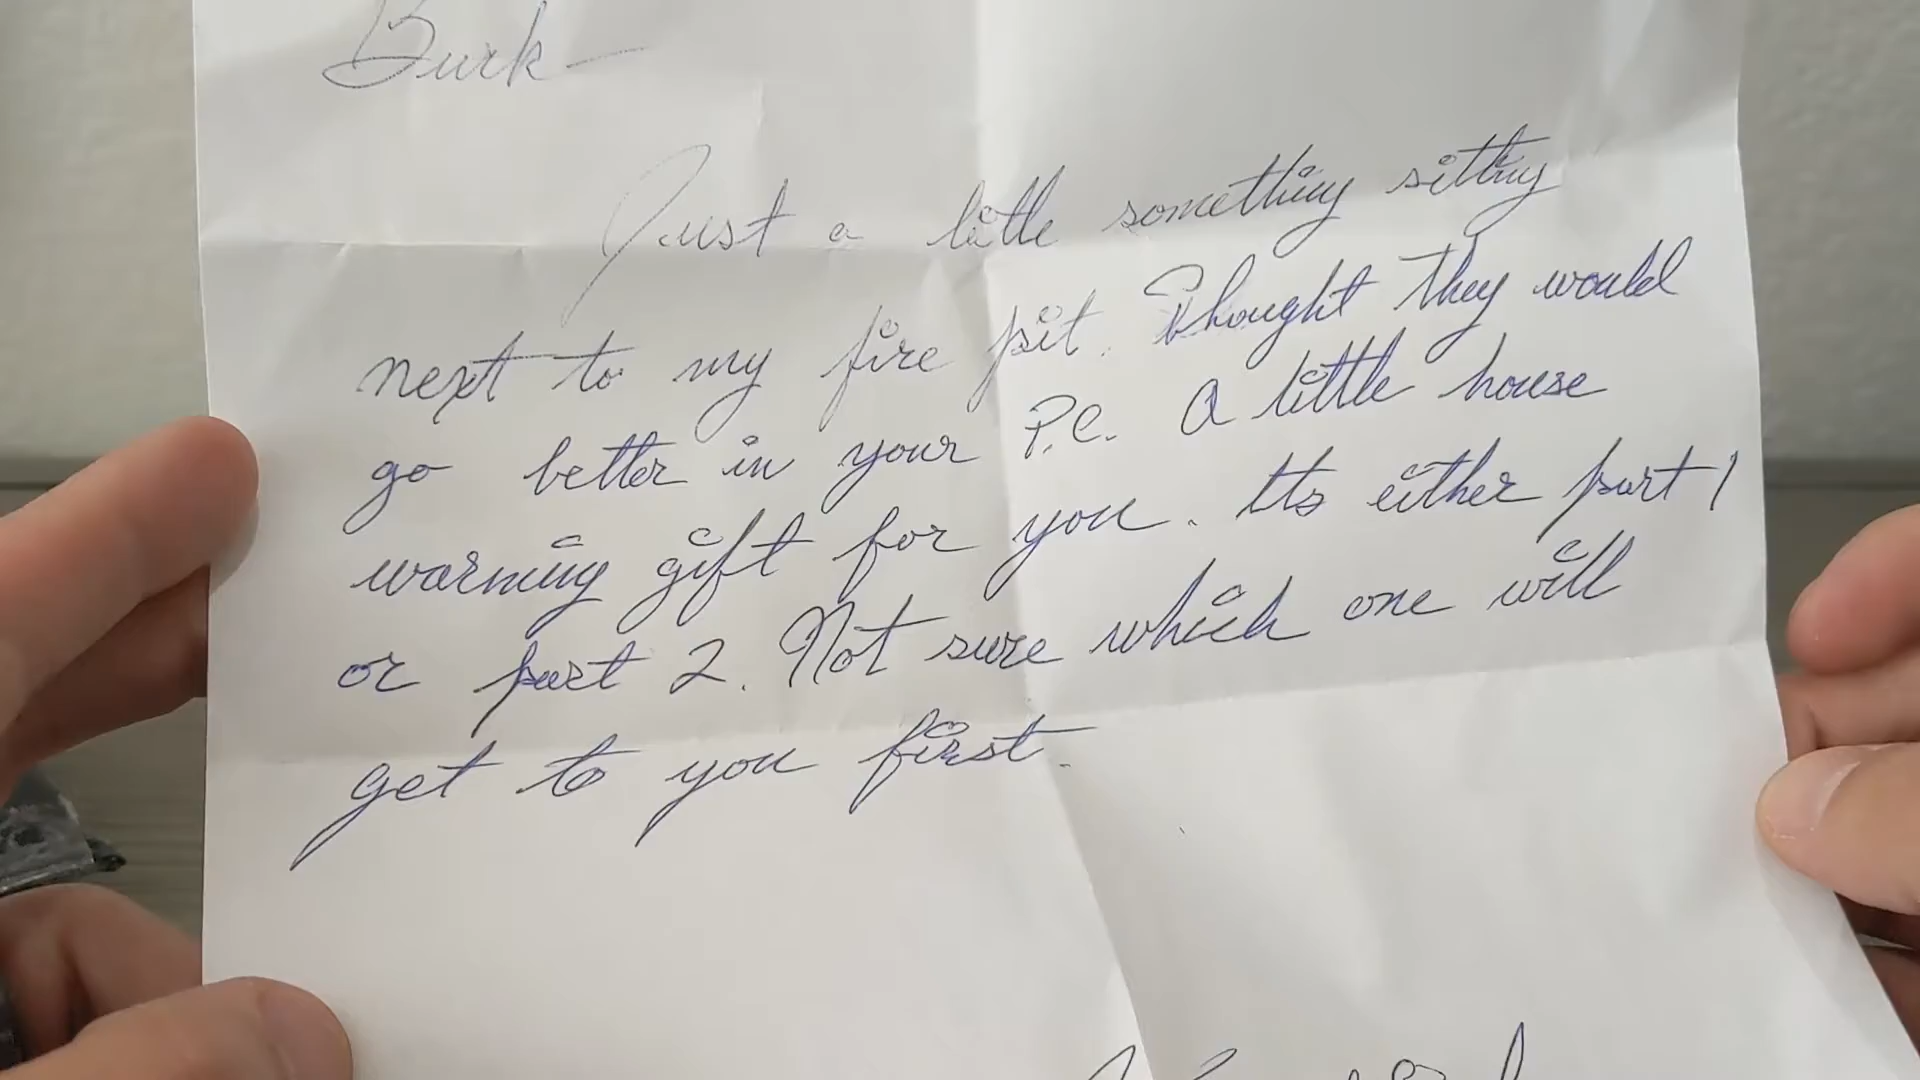 Burk —
Just a little something sitting
next to my fire pit. Thought they would
go better in your P.C. A little house
warming gift for you. Its either part 1
or part 2. Not sure which one will
get to you first.